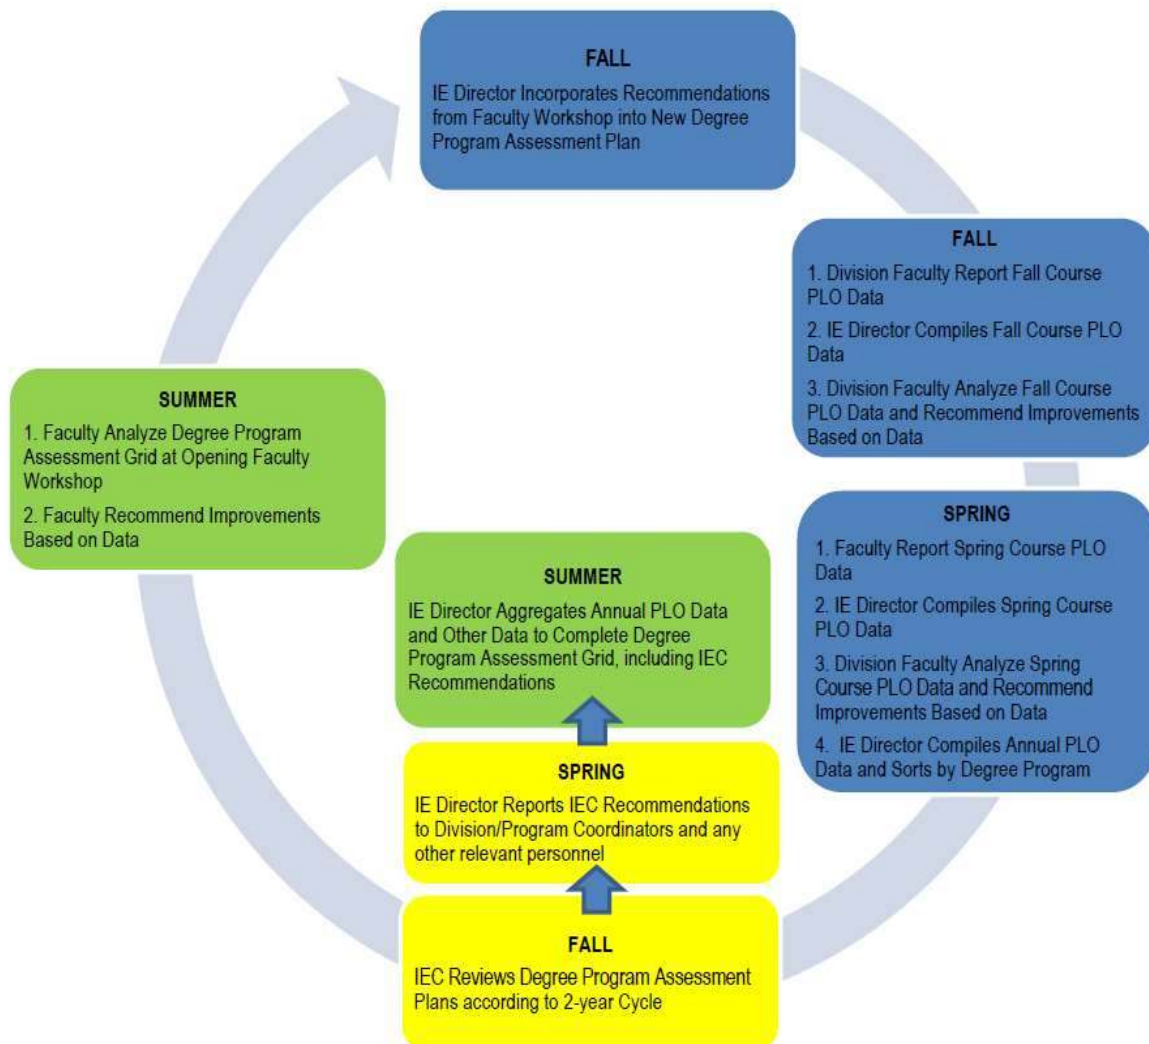 FALL
IE Director Incorporates Recommendations
from Faculty Workshop into New Degree
Program Assessment Plan
FALL
1. Division Faculty Report Fall Course
PLO Data
2. IE Director Compiles Fall Course PLO
Data
3. Division Faculty Analyze Fall Course
PLO Data and Recommend Improvements
Based on Data
SPRING
1. Faculty Report Spring Course PLO
Data
2. IE Director Compiles Spring Course
PLO Data
3. Division Faculty Analyze Spring
Course PLO Data and Recommend
Improvements Based on Data
4. IE Director Compiles Annual PLO
Data and Sorts by Degree Program
FALL
IEC Reviews Degree Program Assessment
Plans according to 2-year Cycle
SPRING
IE Director Reports IEC Recommendations
to Division/Program Coordinators and any
other relevant personnel
SUMMER
IE Director Aggregates Annual PLO Data
and Other Data to Complete Degree
Program Assessment Grid, including IEC
Recommendations
SUMMER
1. Faculty Analyze Degree Program
Assessment Grid at Opening Faculty
Workshop
2. Faculty Recommend Improvements
Based on Data